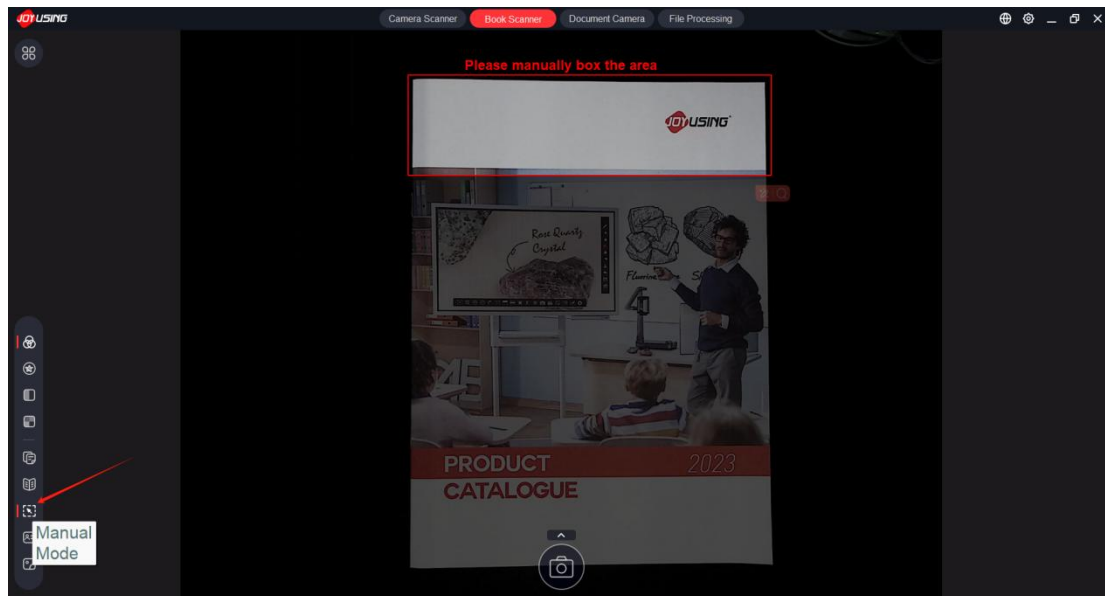 JOYUSING
Camera Scanner Book Scanner Document Camera File Processing
Please manually box the area
JOYUSING
Rose Quartz
Crystal
PRODUCT 2023
CATALOGUE
Manual
Mode